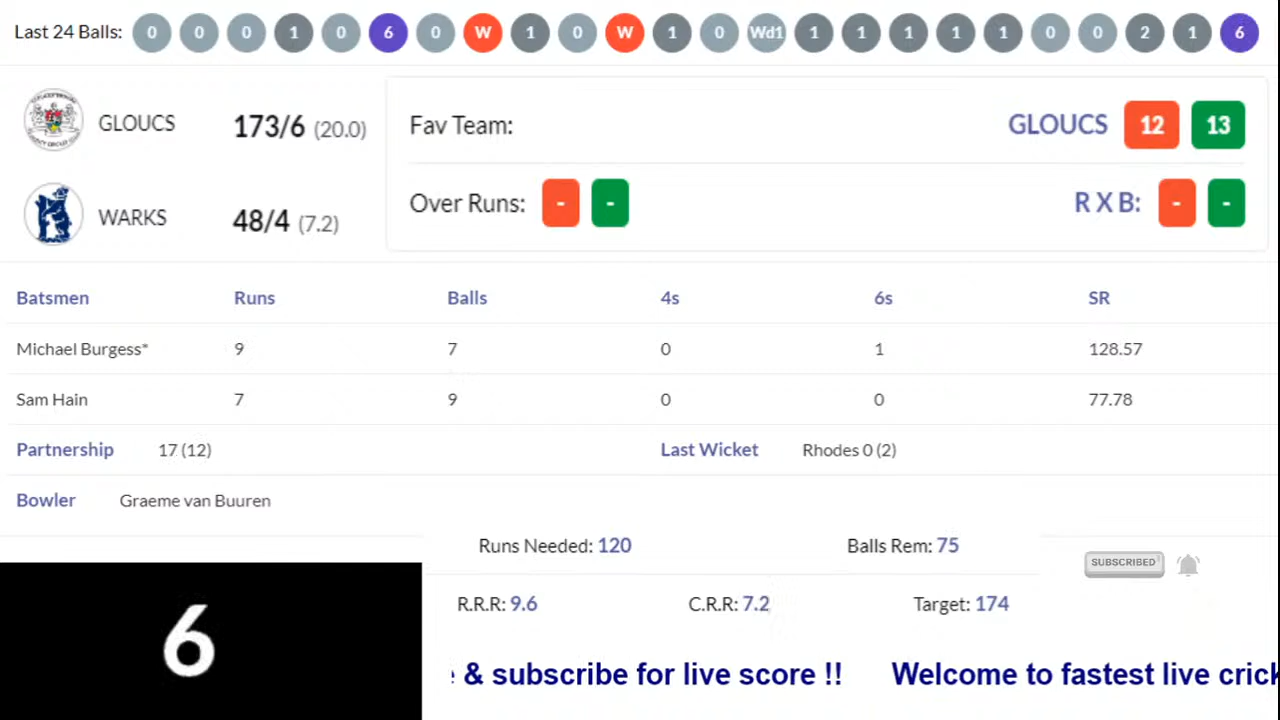 Last 24 Balls: 0 0 0 1 0 6 0 W 1 0 W 1 0 Wd1 1 1 1 1 1 0 0 2 1 6
GLOUCS 173/6 (20.0)
Fav Team: GLOUCS 12 13
WARKS 48/4 (7.2)
Over Runs: - - R X B: - -
Batsmen Runs Balls 4s 6s SR
Michael Burgess* 9 7 0 1 128.57
Sam Hain 7 9 0 0 77.78
Partnership 17 (12) Last Wicket Rhodes 0 (2)
Bowler Graeme van Buuren
Runs Needed: 120 Balls Rem: 75
SUBSCRIBED
R.R.R: 9.6 C.R.R: 7.2 Target: 174
6
& subscribe for live score !! Welcome to fastest live crick